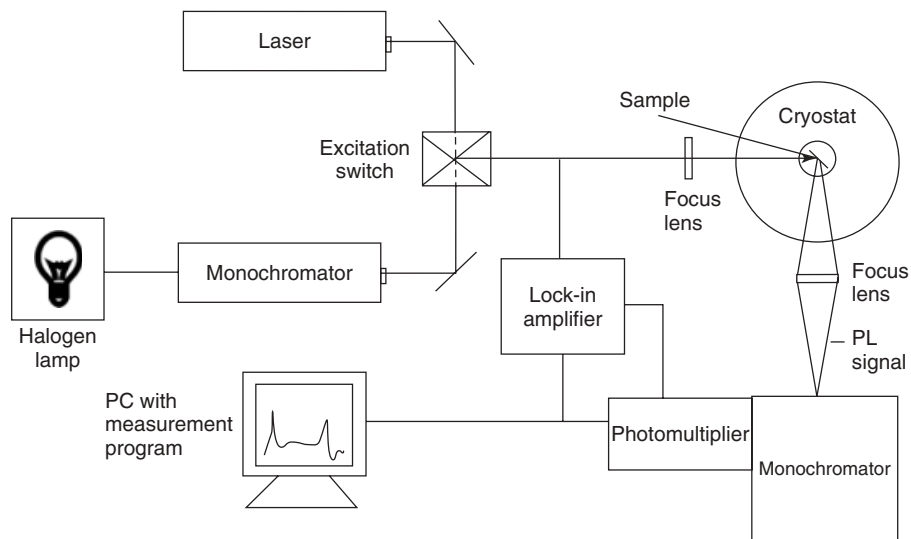 Laser
Sample
Cryostat
Excitation
switch
Focus
lens
Monochromator
Halogen
lamp
Lock-in
amplifier
Focus
lens
PL
signal
PC with
measurement
program
Photomultiplier
Monochromator